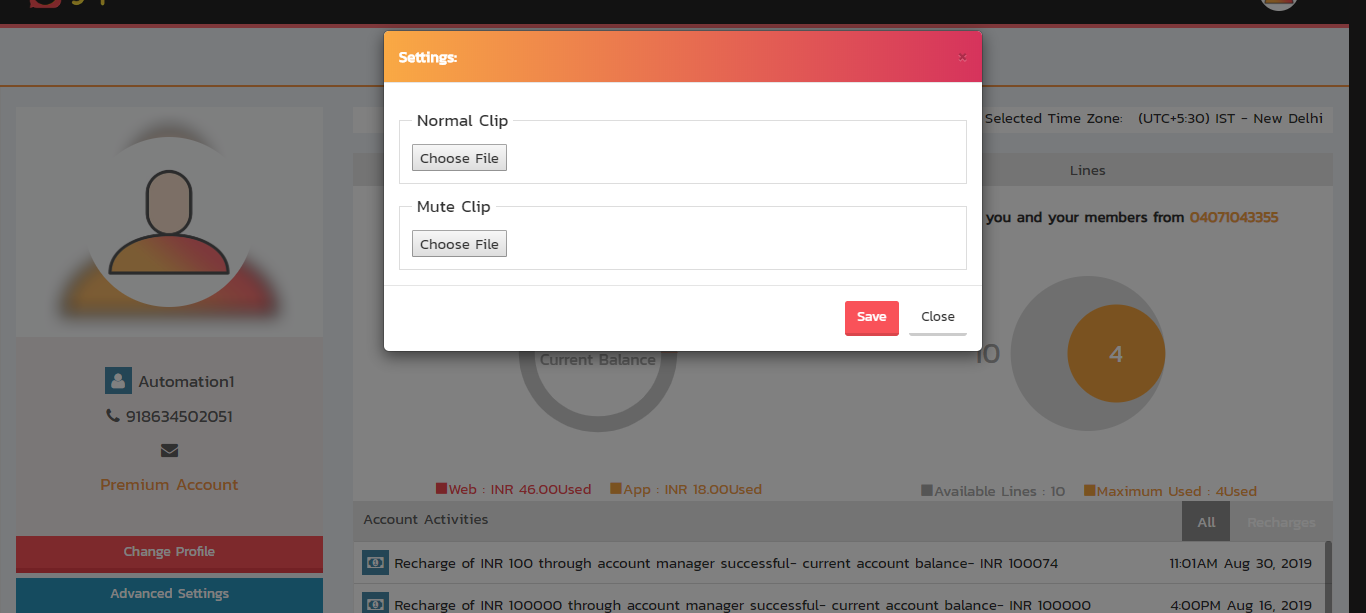 Settings:
×
Normal Clip
Choose File
Mute Clip
Choose File
Save
Close
Selected Time Zone: (UTC+5:30) IST - New Delhi
Lines
you and your members from 04071043355
Current Balance
10
4
Automation1
918634502051
Premium Account
Change Profile
Advanced Settings
Web : INR 46.00Used
App : INR 18.00Used
Available Lines : 10
Maximum Used : 4Used
Account Activities
All
Recharges
Recharge of INR 100 through account manager successful- current account balance- INR 100074
11:01AM Aug 30, 2019
Recharge of INR 100000 through account manager successful- current account balance- INR 100000
4:00PM Aug 16, 2019